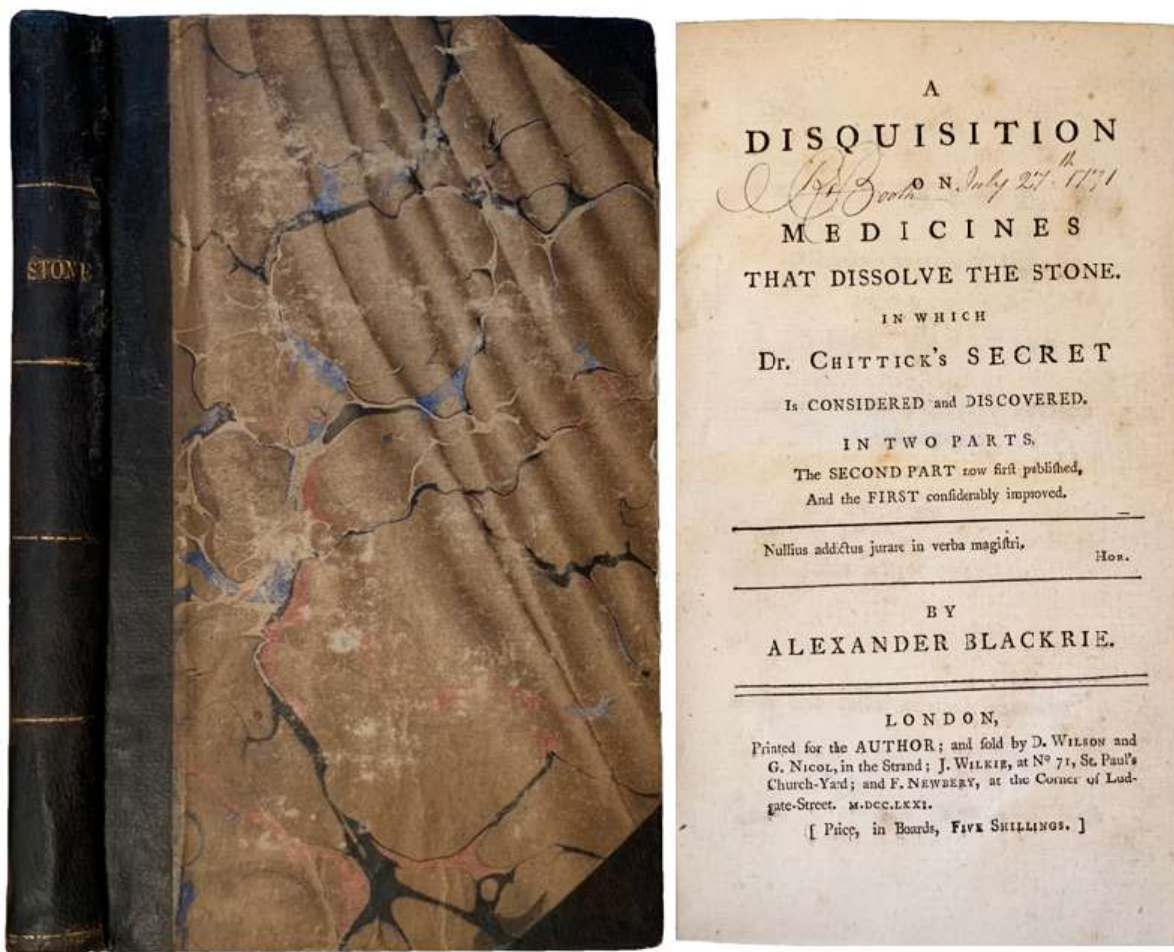 STONE
A
DISQUISITION
ON
Booth July 27th 1771
MEDICINES
THAT DISSOLVE THE STONE.
IN WHICH
Dr. CHITTICK's SECRET
Is CONSIDERED and DISCOVERED.
IN TWO PARTS.
The SECOND PART now first publiſhed,
And the FIRST conſiderably improved.
Nullius addictus jurare in verba magiſtri,
HOR.
BY
ALEXANDER BLACKRIE.
LONDON,
Printed for the AUTHOR; and ſold by D. WILSON and
G. NICOL, in the Strand; J. WILKIE, at No 71, St. Paul's
Church-Yard; and F. NEWBERY, at the Corner of Lud-
gate-Street. M.DCC.LXXI.
[ Price, in Boards, FIVE SHILLINGS. ]